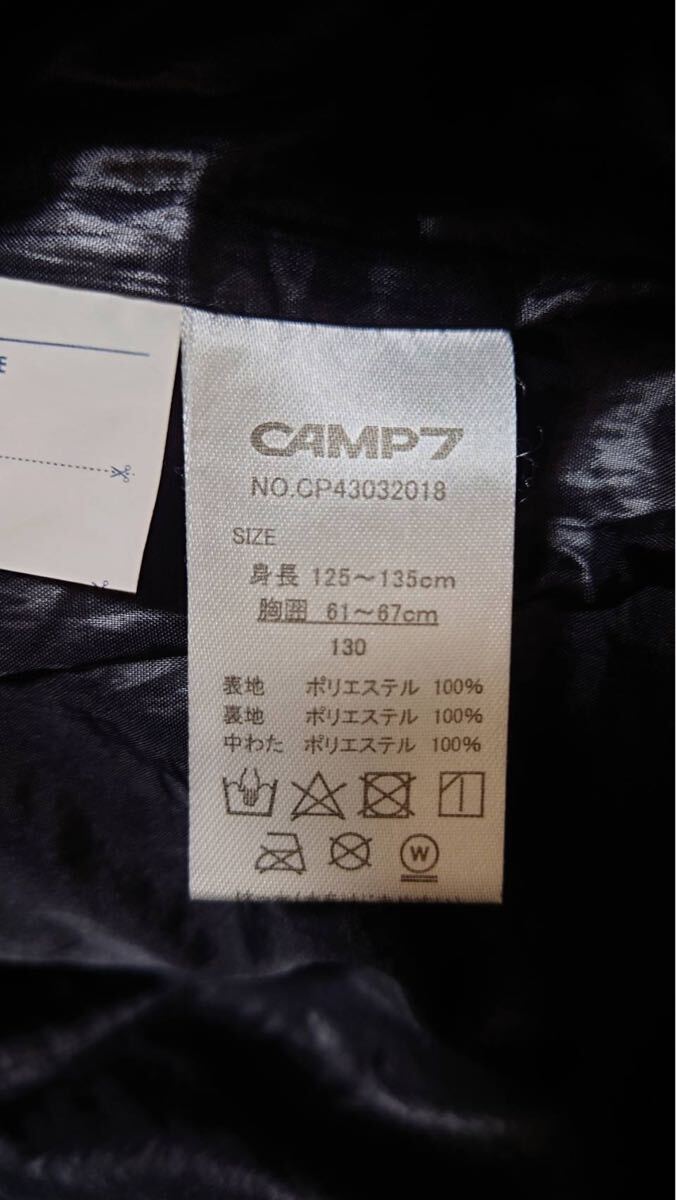 E
CAMP7
NO.CP43032018
SIZE
身長 125～135cm
胸囲 61～67cm
130
表地 ポリエステル 100%
裏地 ポリエステル 100%
中わた ポリエステル 100%
W